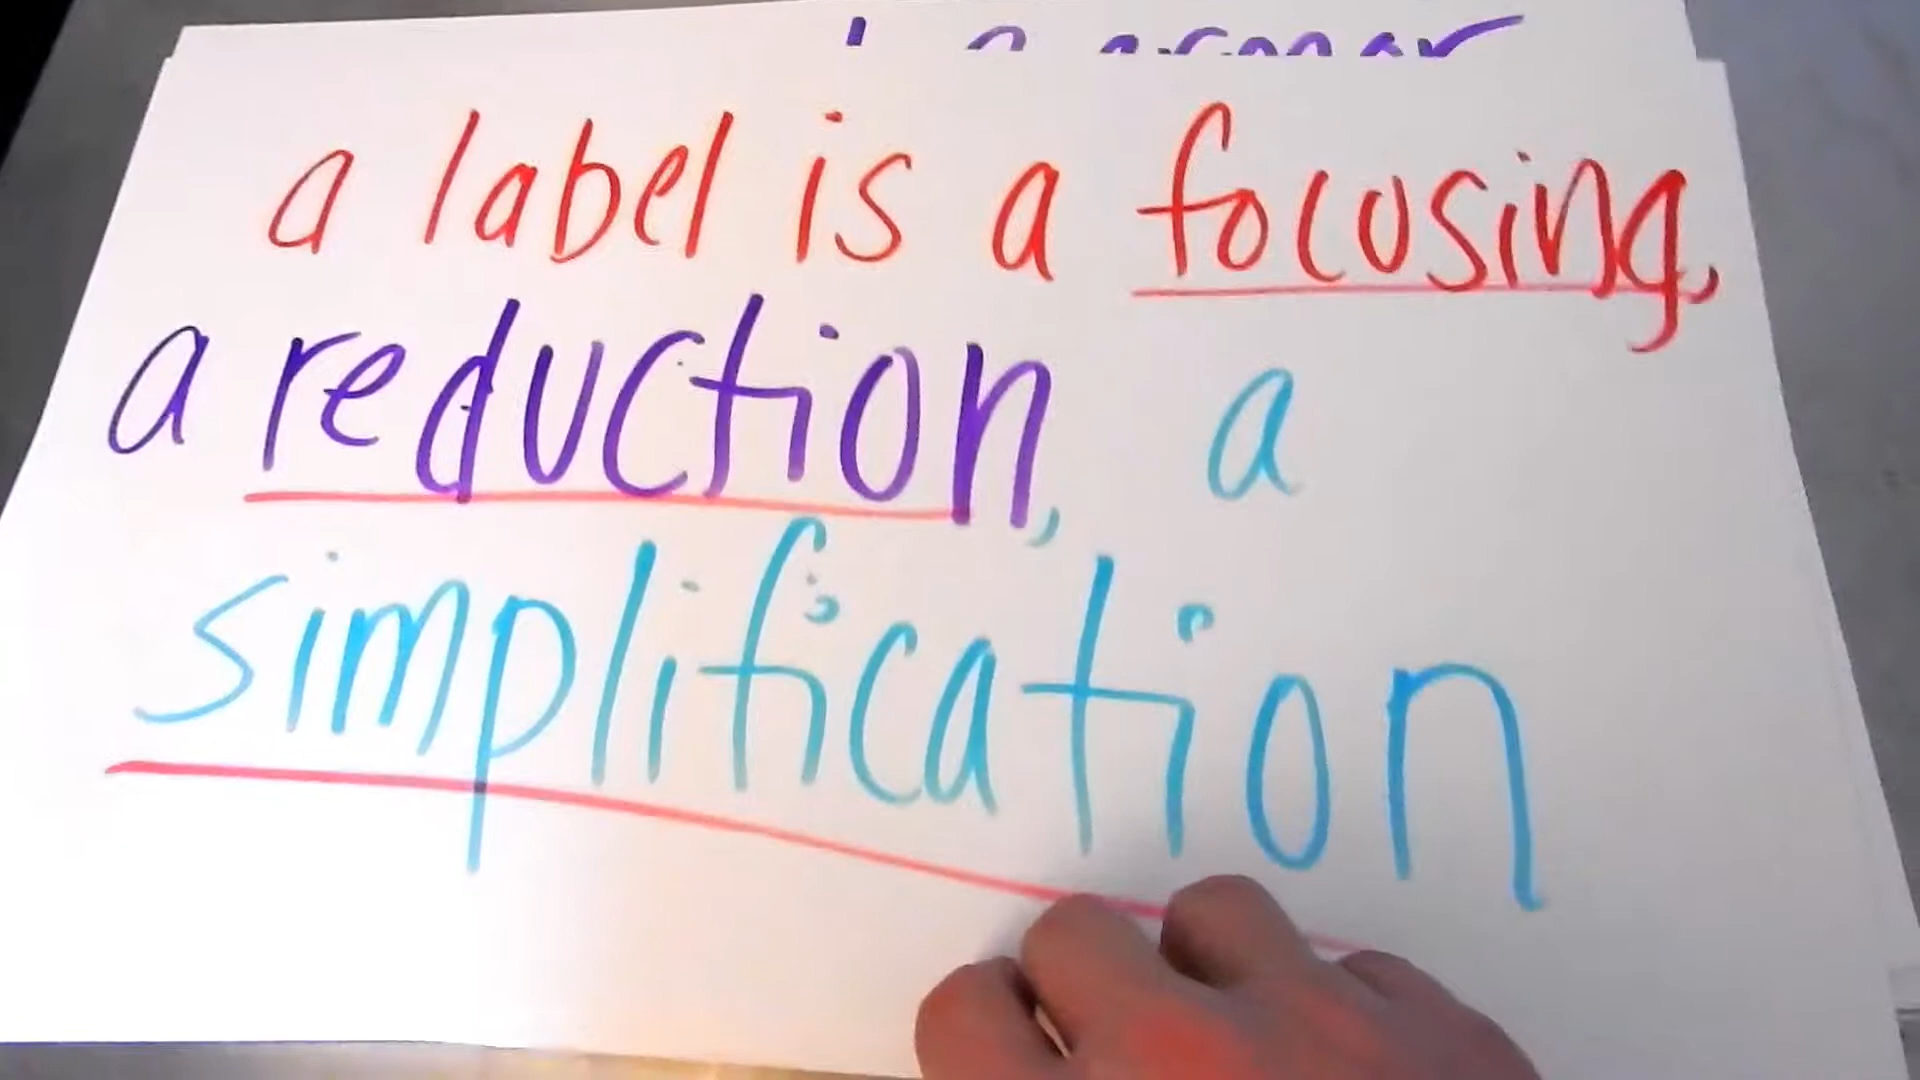 a label is a focusing,
a reduction, a
simplification